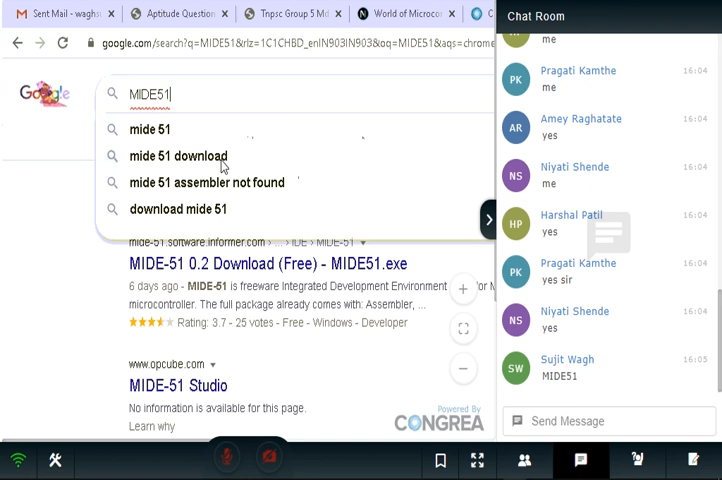 Sent Mail - waghsu
Aptitude Question
Tnpsc Group 5 Md
World of Microcon
Latest
google.com/search?q=MIDE51&rlz=1C1CHBD_enIN903IN903&oq=MIDE51&aqs=chrome
Google
MIDE51
mide 51
mide 51 download
mide 51 assembler not found
download mide 51
mide-51.software.informer.com › ... › IDE › MIDE-51
MIDE-51 0.2 Download (Free) - MIDE51.exe
6 days ago - MIDE-51 is freeware Integrated Development Environment
microcontroller. The full package already comes with: Assembler, ...
Rating: 3.7 - 25 votes - Free - Windows - Developer
www.opcube.com
MIDE-51 Studio
No information is available for this page.
Learn why
Powered By
CONGREA
Chat Room
me
PK
Pragati Kamthe
16:04
me
AR
Amey Raghatate
16:04
yes
NS
Niyati Shende
16:04
me
HP
Harshal Patil
16:04
yes
PK
Pragati Kamthe
16:04
yes sir
NS
Niyati Shende
16:04
yes
SW
Sujit Wagh
16:05
MIDE51
Send Message